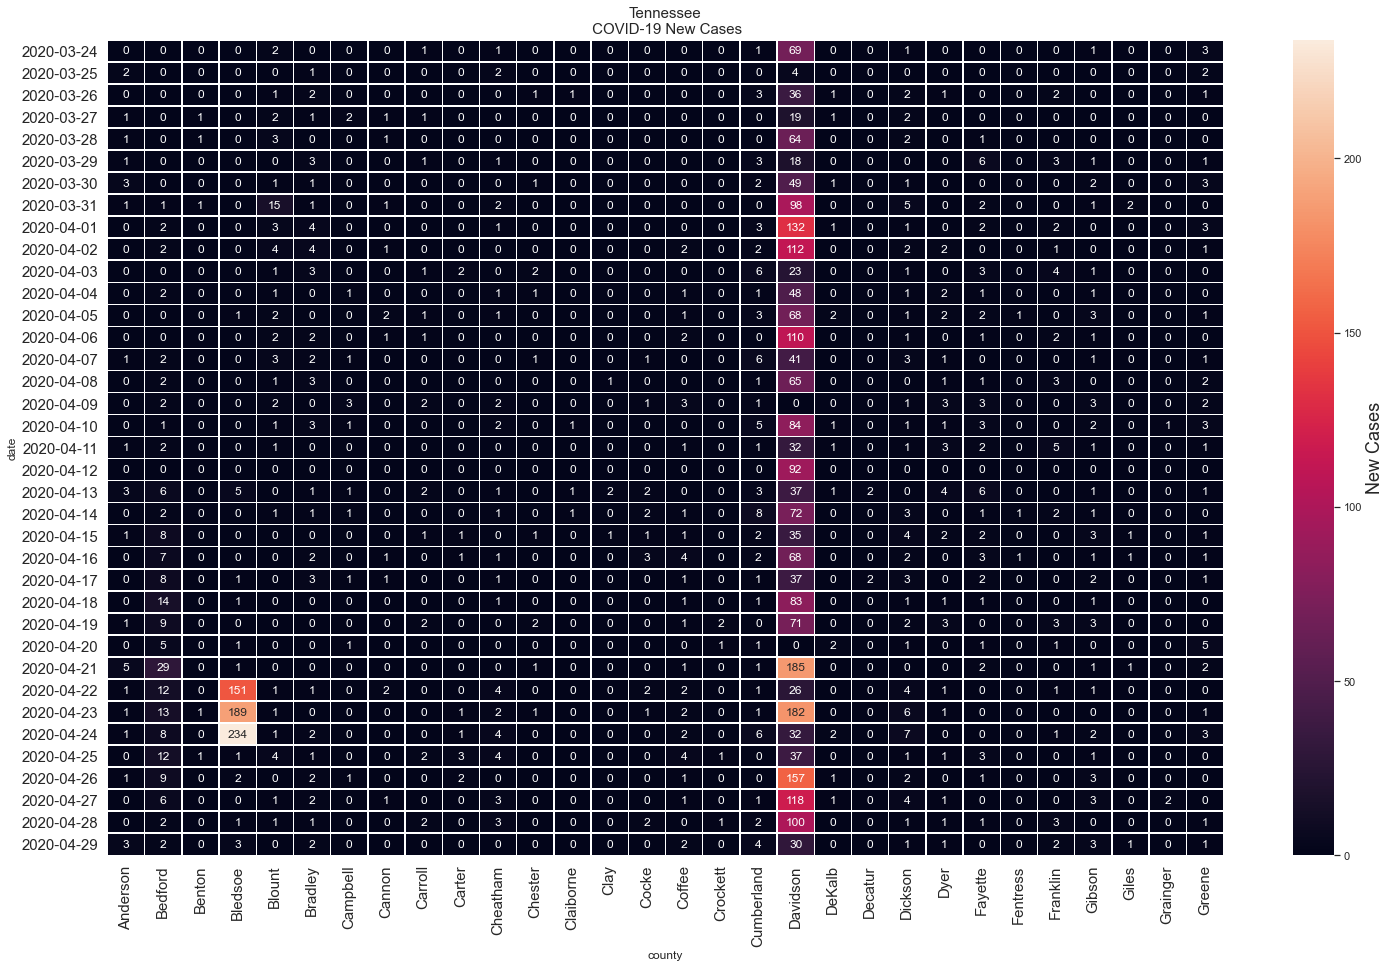 Tennessee
COVID-19 New Cases
2020-03-24 0 0 0 0 2 0 0 0 1 0 1 0 0 0 0 0 0 1 69 0 0 1 0 0 0 0 1 0 0 3
2020-03-25 2 0 0 0 0 1 0 0 0 0 2 0 0 0 0 0 0 0 4 0 0 0 0 0 0 0 0 0 0 2
2020-03-26 0 0 0 0 1 2 0 0 0 0 0 1 1 0 0 0 0 3 36 1 0 2 1 0 0 2 0 0 0 1
2020-03-27 1 0 1 0 2 1 2 1 1 0 0 0 0 0 0 0 0 0 19 1 0 2 0 0 0 0 0 0 0 0
2020-03-28 1 0 1 0 3 0 0 1 0 0 0 0 0 0 0 0 0 0 64 0 0 2 0 1 0 0 0 0 0 0
2020-03-29 1 0 0 0 0 3 0 0 1 0 1 0 0 0 0 0 0 3 18 0 0 0 0 6 0 3 1 0 0 1
2020-03-30 3 0 0 0 1 1 0 0 0 0 0 1 0 0 0 0 0 2 49 1 0 1 0 0 0 0 2 0 0 3
2020-03-31 1 1 1 0 15 1 0 1 0 0 2 0 0 0 0 0 0 0 98 0 0 5 0 2 0 0 1 2 0 0
2020-04-01 0 2 0 0 3 4 0 0 0 0 1 0 0 0 0 0 0 3 132 1 0 1 0 2 0 2 0 0 0 3
2020-04-02 0 2 0 0 4 4 0 1 0 0 0 0 0 0 0 2 0 2 112 0 0 2 2 0 0 1 0 0 0 1
2020-04-03 0 0 0 0 1 3 0 0 1 2 0 2 0 0 0 0 0 6 23 0 0 1 0 3 0 4 1 0 0 0
2020-04-04 0 2 0 0 1 0 1 0 0 0 1 1 0 0 0 1 0 1 48 0 0 1 2 1 0 0 1 0 0 0
2020-04-05 0 0 0 1 2 0 0 2 1 0 1 0 0 0 0 1 0 3 68 2 0 1 2 2 1 0 3 0 0 1
2020-04-06 0 0 0 0 2 2 0 1 1 0 0 0 0 0 0 2 0 0 110 0 0 1 0 1 0 2 1 0 0 0
2020-04-07 1 2 0 0 3 2 1 0 0 0 0 1 0 0 1 0 0 6 41 0 0 3 1 0 0 0 1 0 0 1
2020-04-08 0 2 0 0 1 3 0 0 0 0 0 0 0 1 0 0 0 1 65 0 0 0 1 1 0 3 0 0 0 2
2020-04-09 0 2 0 0 2 0 3 0 2 0 2 0 0 0 1 3 0 1 0 0 0 1 3 3 0 0 3 0 0 2
2020-04-10 0 1 0 0 1 3 1 0 0 0 2 0 1 0 0 0 0 5 84 1 0 1 1 3 0 0 2 0 1 3
2020-04-11 1 2 0 0 1 0 0 0 0 0 0 0 0 0 0 1 0 1 32 1 0 1 3 2 0 5 1 0 0 1
2020-04-12 0 0 0 0 0 0 0 0 0 0 0 0 0 0 0 0 0 0 92 0 0 0 0 0 0 0 0 0 0 0
2020-04-13 3 6 0 5 0 1 1 0 2 0 1 0 1 2 2 0 0 3 37 1 2 0 4 6 0 0 1 0 0 1
2020-04-14 0 2 0 0 1 1 1 0 0 0 1 0 1 0 2 1 0 8 72 0 0 3 0 1 1 2 1 0 0 0
2020-04-15 1 8 0 0 0 0 0 0 1 1 0 1 0 1 1 1 0 2 35 0 0 4 2 2 0 0 3 1 0 1
2020-04-16 0 7 0 0 0 2 0 1 0 1 1 0 0 0 3 4 0 2 68 0 0 2 0 3 1 0 1 1 0 1
2020-04-17 0 8 0 1 0 3 1 1 0 0 1 0 0 0 0 1 0 1 37 0 2 3 0 2 0 0 2 0 0 1
2020-04-18 0 14 0 1 0 0 0 0 0 0 1 0 0 0 0 1 0 1 83 0 0 1 1 1 0 0 1 0 0 0
2020-04-19 1 9 0 0 0 0 0 0 2 0 0 2 0 0 0 1 2 0 71 0 0 2 3 0 0 3 3 0 0 0
2020-04-20 0 5 0 1 0 0 1 0 0 0 0 0 0 0 0 0 1 1 0 2 0 1 0 1 0 1 0 0 0 5
2020-04-21 5 29 0 1 0 0 0 0 0 0 0 1 0 0 0 1 0 1 185 0 0 0 0 2 0 0 1 1 0 2
2020-04-22 1 12 0 151 1 1 0 2 0 0 4 0 0 0 2 2 0 1 26 0 0 4 1 0 0 1 1 0 0 0
2020-04-23 1 13 1 189 1 0 0 0 0 1 2 1 0 0 1 2 0 1 182 0 0 6 1 0 0 0 0 0 0 1
2020-04-24 1 8 0 234 1 2 0 0 0 1 4 0 0 0 0 2 0 6 32 2 0 7 0 0 0 1 2 0 0 3
2020-04-25 0 12 1 1 4 1 0 0 2 3 4 0 0 0 0 4 1 0 37 0 0 1 1 3 0 0 1 0 0 0
2020-04-26 1 9 0 2 0 2 1 0 0 2 0 0 0 0 0 1 0 0 157 1 0 2 0 1 0 0 3 0 0 0
2020-04-27 0 6 0 0 1 2 0 1 0 0 3 0 0 0 0 1 0 1 118 1 0 4 1 0 0 0 3 0 2 0
2020-04-28 0 2 0 1 1 1 0 0 2 0 3 0 0 0 2 0 1 2 100 0 0 1 1 1 0 3 0 0 0 1
2020-04-29 3 2 0 3 0 2 0 0 0 0 0 0 0 0 0 2 0 4 30 0 0 1 1 0 0 2 3 1 0 1
date
Anderson Bedford Benton Bledsoe Blount Bradley Campbell Cannon Carroll Carter Cheatham Chester Claiborne Clay Cocke Coffee Crockett Cumberland Davidson DeKalb Decatur Dickson Dyer Fayette Fentress Franklin Gibson Giles Grainger Greene
county
200
150
100
50
0
New Cases